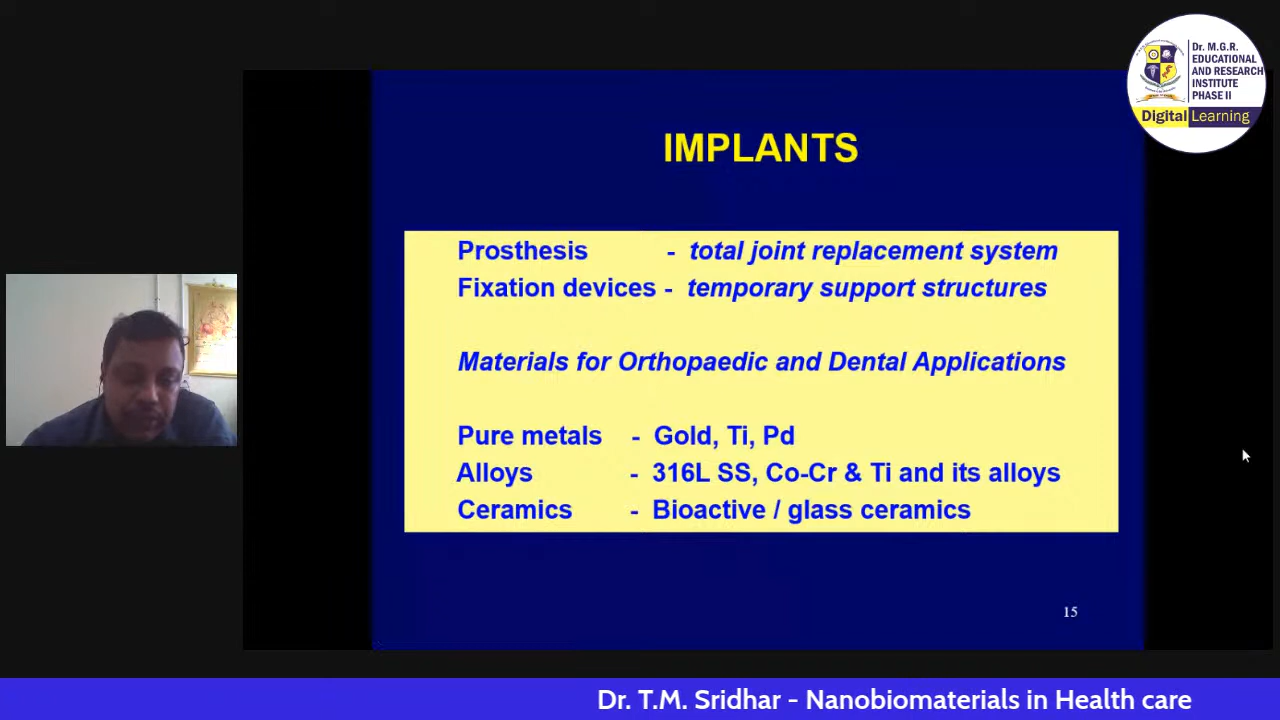 Dr. M.G.R.
EDUCATIONAL
AND RESEARCH
INSTITUTE
PHASE II
Digital Learning
IMPLANTS
Prosthesis - total joint replacement system
Fixation devices - temporary support structures
Materials for Orthopaedic and Dental Applications
Pure metals - Gold, Ti, Pd
Alloys - 316L SS, Co-Cr & Ti and its alloys
Ceramics - Bioactive / glass ceramics
15
Dr. T.M. Sridhar - Nanobiomaterials in Health care